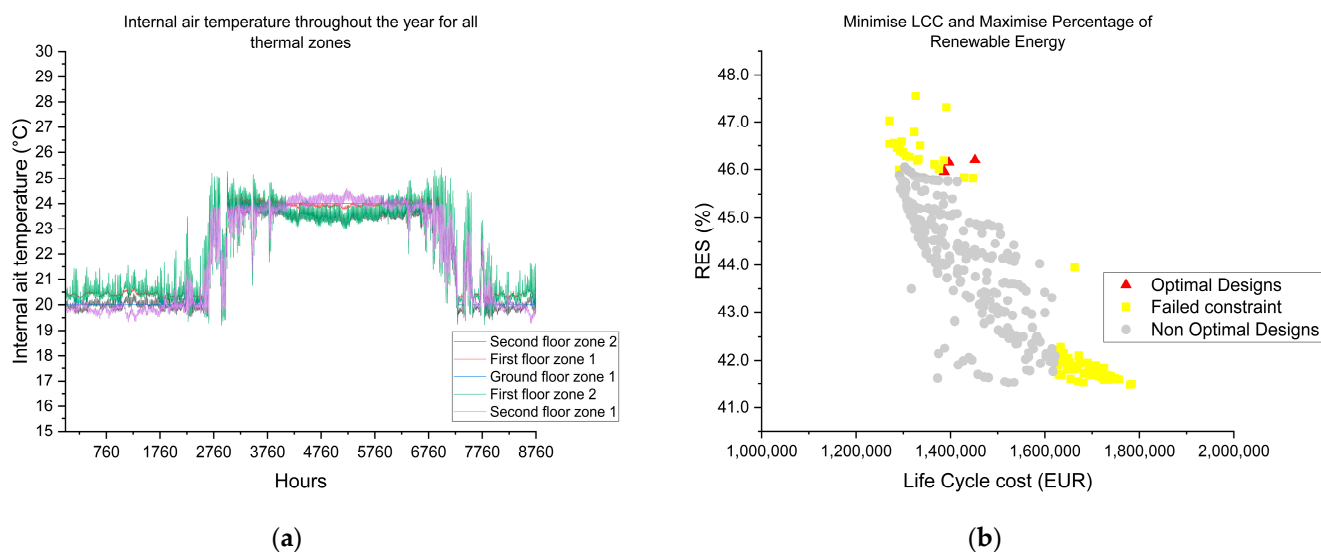 Internal air temperature throughout the year for all
thermal zones
30
29
28
27
26
25
24
23
22
21
20
19
18
17
16
15
Internal ait temperature (°C)
760 1760 2760 3760 4760 5760 6760 7760 8760
Hours
Second floor zone 2
First floor zone 1
Ground floor zone 1
First floor zone 2
Second floor zone 1
(a)
Minimise LCC and Maximise Percentage of
Renewable Energy
48.0
47.0
46.0
45.0
44.0
43.0
42.0
41.0
RES (%)
1,000,000 1,200,000 1,400,000 1,600,000 1,800,000 2,000,000
Life Cycle cost (EUR)
Optimal Designs
Failed constraint
Non Optimal Designs
(b)